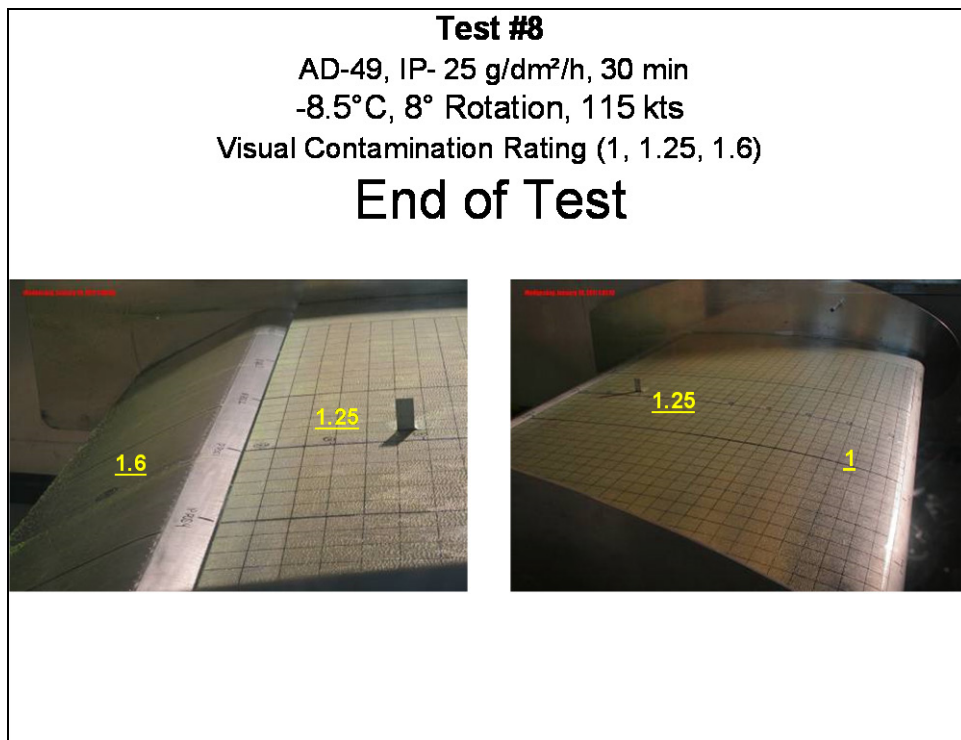 Test #8
AD-49, IP- 25 g/dm²/h, 30 min
-8.5°C, 8° Rotation, 115 kts
Visual Contamination Rating (1, 1.25, 1.6)
End of Test
1.25
1.6
1.25
1